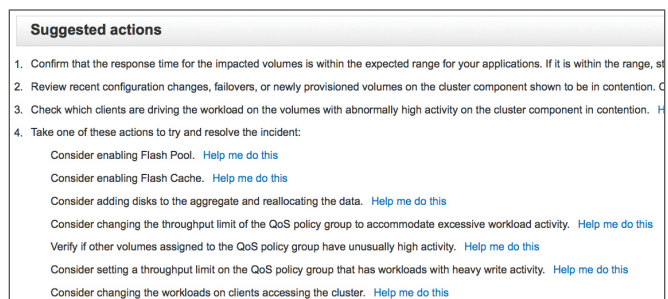 Suggested actions
1. Confirm that the response time for the impacted volumes is within the expected range for your applications. If it is within the range,
2. Review recent configuration changes, failovers, or newly provisioned volumes on the cluster component shown to be in contention.
3. Check which clients are driving the workload on the volumes with abnormally high activity on the cluster component in contention.
4. Take one of these actions to try and resolve the incident:
Consider enabling Flash Pool. Help me do this
Consider enabling Flash Cache. Help me do this
Consider adding disks to the aggregate and reallocating the data. Help me do this
Consider changing the throughput limit of the QoS policy group to accommodate excessive workload activity. Help me do this
Verify if other volumes assigned to the QoS policy group have unusually high activity. Help me do this
Consider setting a throughput limit on the QoS policy group that has workloads with heavy write activity. Help me do this
Consider changing the workloads on clients accessing the cluster. Help me do this